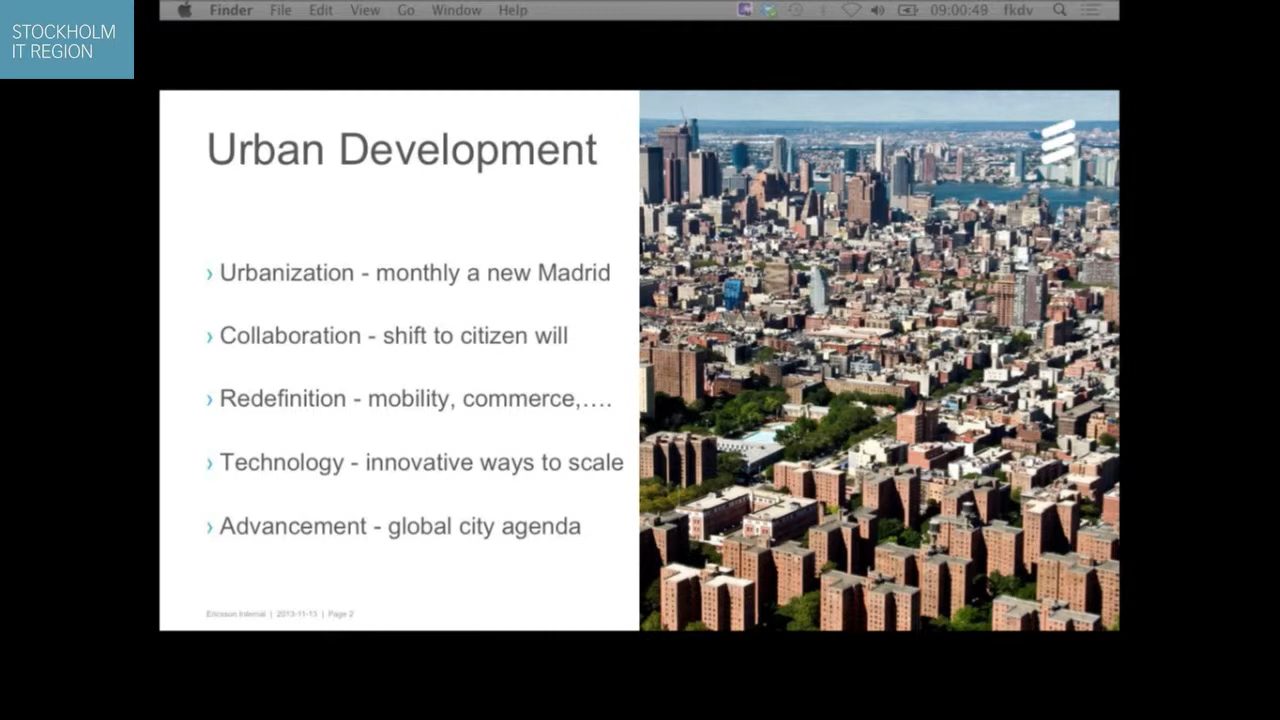 STOCKHOLM
IT REGION
Finder File Edit View Go Window Help 09:00:49 fkdv
Urban Development
› Urbanization - monthly a new Madrid
› Collaboration - shift to citizen will
› Redefinition - mobility, commerce,….
› Technology - innovative ways to scale
› Advancement - global city agenda
Ericsson Internal | 2013-11-13 | Page 2